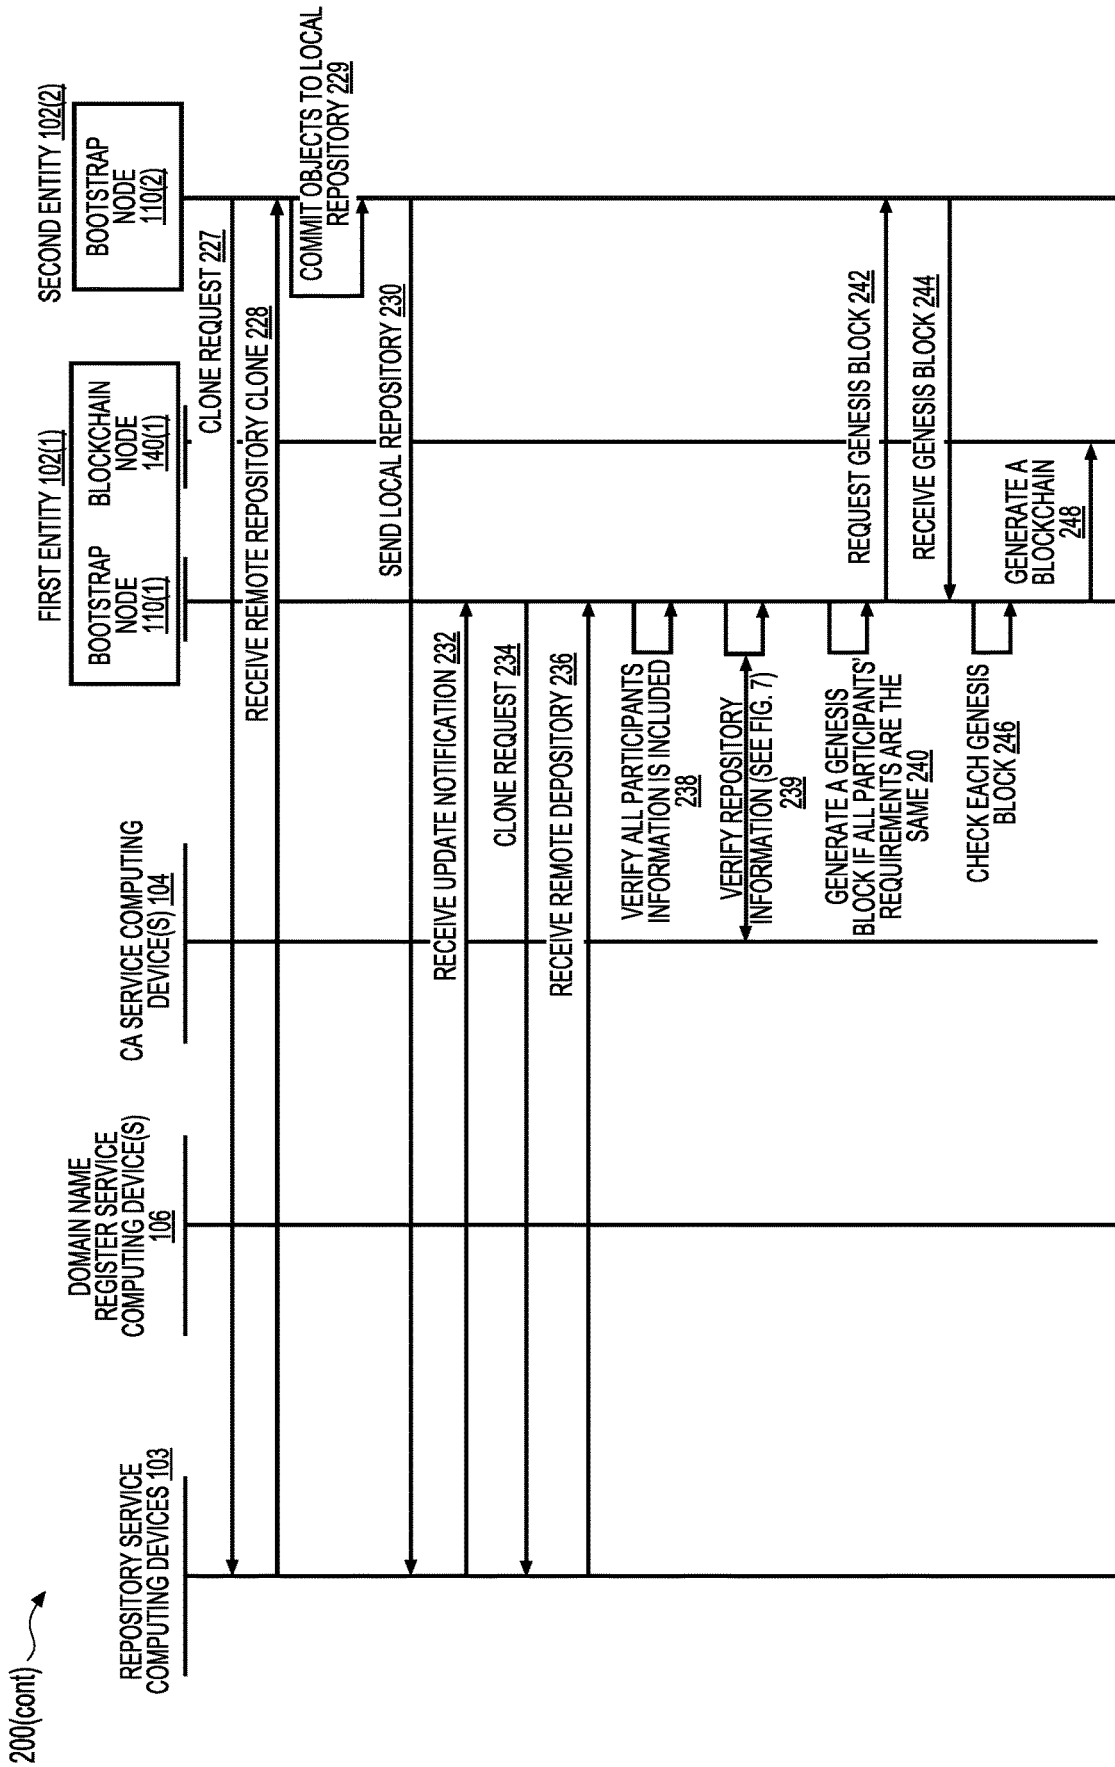 200(cont)
REPOSITORY SERVICE
COMPUTING DEVICES 103
DOMAIN NAME
REGISTER SERVICE
COMPUTING DEVICE(S)
106
CA SERVICE COMPUTING
DEVICE(S) 104
FIRST ENTITY 102(1)
BOOTSTRAP
NODE
110(1)
BLOCKCHAIN
NODE
140(1)
SECOND ENTITY 102(2)
BOOTSTRAP
NODE
110(2)
CLONE REQUEST 227
RECEIVE REMOTE REPOSITORY CLONE 228
COMMIT OBJECTS TO LOCAL
REPOSITORY 229
SEND LOCAL REPOSITORY 230
RECEIVE UPDATE NOTIFICATION 232
CLONE REQUEST 234
RECEIVE REMOTE DEPOSITORY 236
VERIFY ALL PARTICIPANTS
INFORMATION IS INCLUDED
238
VERIFY REPOSITORY
INFORMATION (SEE FIG. 7)
239
GENERATE A GENESIS
BLOCK IF ALL PARTICIPANTS'
REQUIREMENTS ARE THE
SAME 240
REQUEST GENESIS BLOCK 242
RECEIVE GENESIS BLOCK 244
CHECK EACH GENESIS
BLOCK 246
GENERATE A
BLOCKCHAIN
248